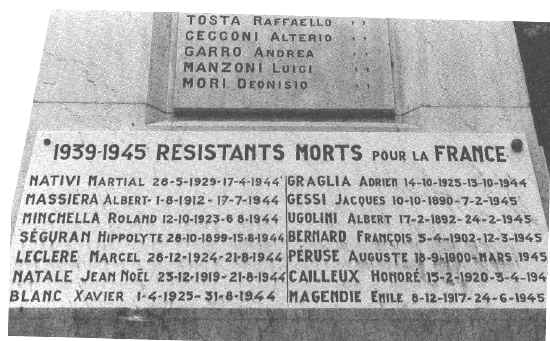 TOSTA RAFFAELLO ,,
CECCONI ALTERIO ,,
GARRO ANDREA ,,
MANZONI LUIGI ,,
MORI DEONISIO ,,
1939-1945 RESISTANTS MORTS POUR LA FRANCE
NATIVI MARTIAL 28-5-1929-17-4-1944
MASSIERA ALBERT-1-8-1912-17-7-1944
MINCHELLA ROLAND 12-10-1923-6 8-1944
SÉGURAN HIPPOLYTE 28-10-1899-15-8-1944
LECLERE MARCEL 26-12-1924-21-8-1944
NATALE JEAN NOËL 23-12-1919-21-8-1944
BLANC XAVIER 1-4-1925-31-8-1944
GRAGLIA ADRIEN 14-10-1925-13-10-1944
GESSI JACQUES 10-10-1890-7-2-1945
UGOLINI ALBERT 17-2-1892-24-2-1945
BERNARD FRANÇOIS 5-4-1902-12-3-1945
PÉRUSE AUGUSTE 18-9-1900-MARS 1945
CAILLEUX HONORÉ 15-2-1920-3-4-194
MAGENDIE EMILE 8-12-1917-24-6-1945